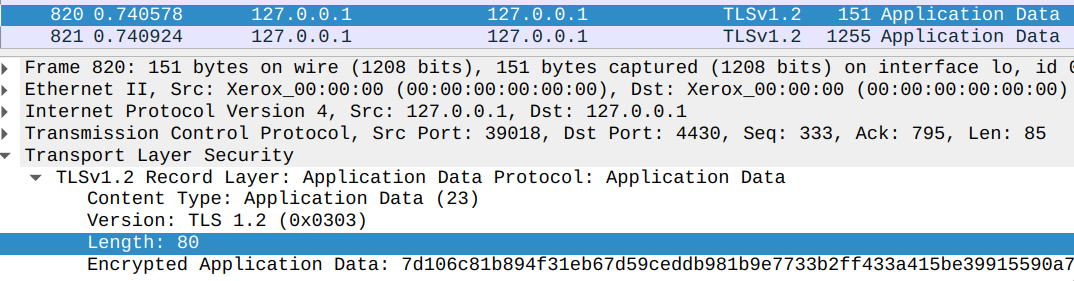 820 0.740578 127.0.0.1 127.0.0.1 TLSv1.2 151 Application Data
821 0.740924 127.0.0.1 127.0.0.1 TLSv1.2 1255 Application Data
Frame 820: 151 bytes on wire (1208 bits), 151 bytes captured (1208 bits) on interface lo, id
Ethernet II, Src: Xerox_00:00:00 (00:00:00:00:00:00), Dst: Xerox_00:00:00 (00:00:00:00:00:00)
Internet Protocol Version 4, Src: 127.0.0.1, Dst: 127.0.0.1
Transmission Control Protocol, Src Port: 39018, Dst Port: 4430, Seq: 333, Ack: 795, Len: 85
Transport Layer Security
TLSv1.2 Record Layer: Application Data Protocol: Application Data
Content Type: Application Data (23)
Version: TLS 1.2 (0x0303)
Length: 80
Encrypted Application Data: 7d106c81b894f31eb67d59ceddb981b9e7733b2ff433a415be39915590a7